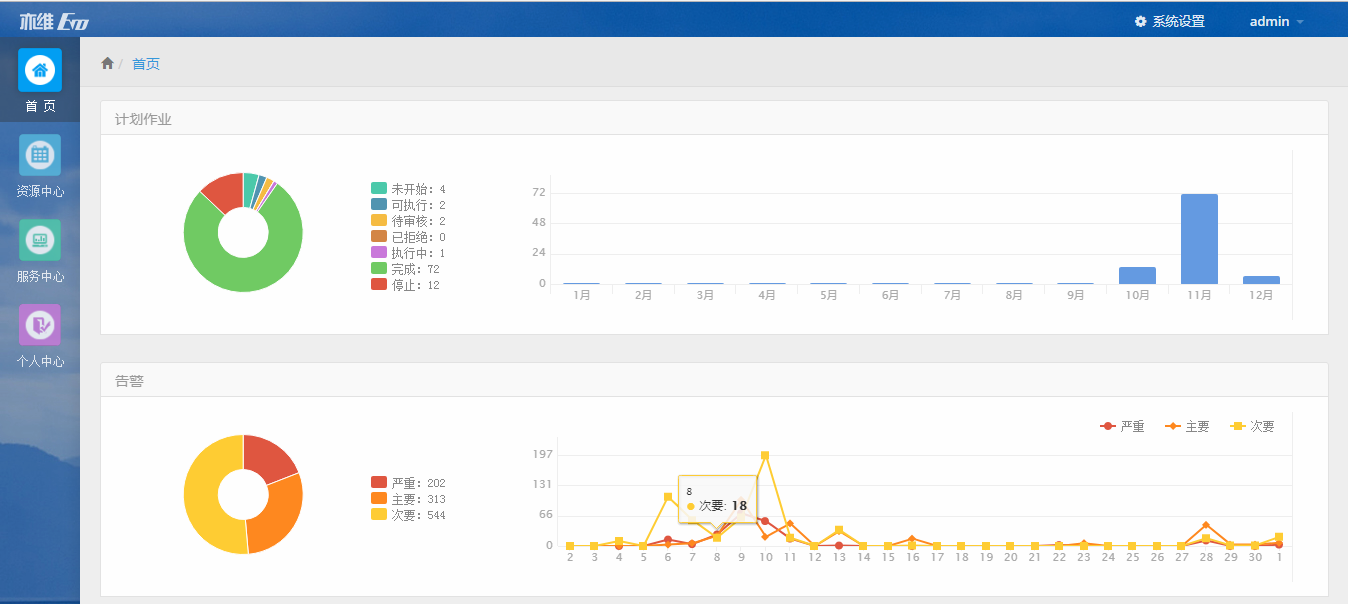 亦维 Evo
系统设置 admin
首页
资源中心
服务中心
个人中心
/ 首页
计划作业
未开始: 4
可执行: 2
待审核: 2
已拒绝: 0
执行中: 1
完成: 72
停止: 12
72
48
24
0
1月 2月 3月 4月 5月 6月 7月 8月 9月 10月 11月 12月
告警
严重: 202
主要: 313
次要: 544
严重 主要 次要
197
131
66
0
8
次要: 18
2 3 4 5 6 7 8 9 10 11 12 13 14 15 16 17 18 19 20 21 22 23 24 25 26 27 28 29 30 1